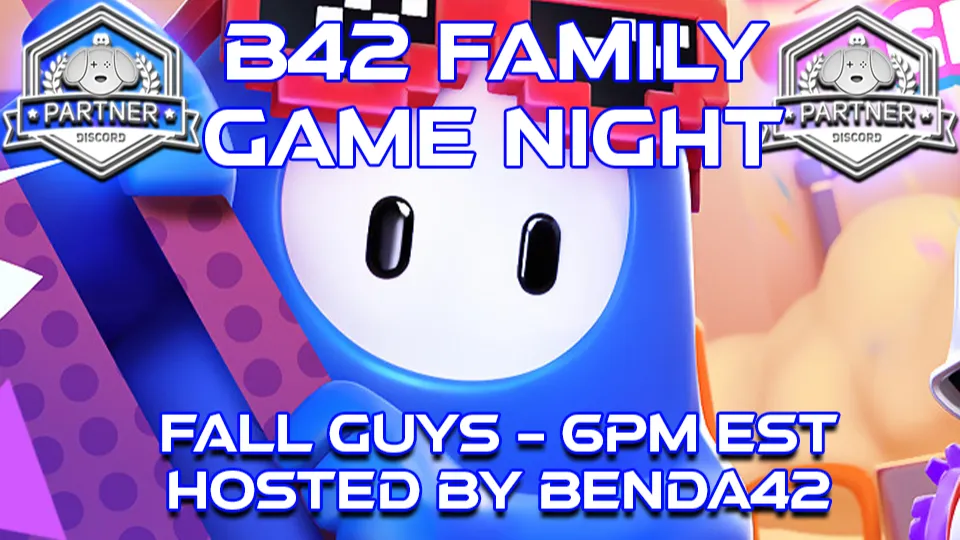 B42 FAMILY
GAME NIGHT
PARTNER
DISCORD
PARTNER
DISCORD
FALL GUYS - 6PM EST
HOSTED BY BENDA42